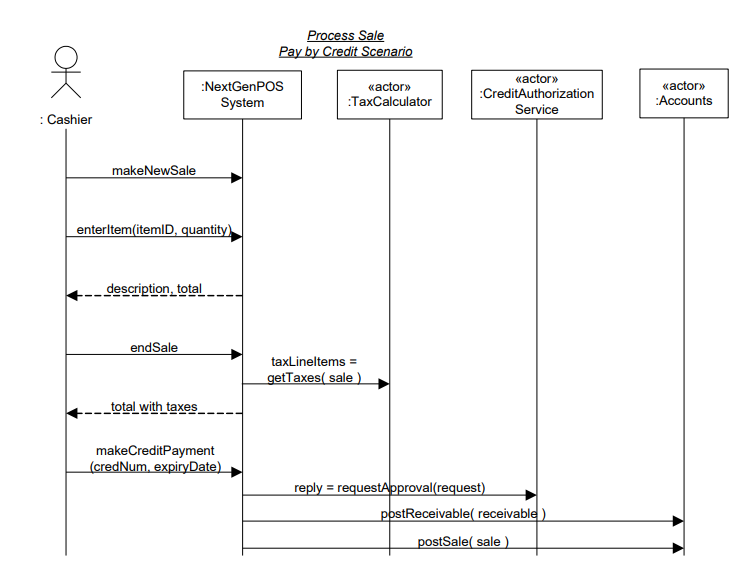 Process Sale
Pay by Credit Scenario
:NextGenPOS
System
«actor»
:TaxCalculator
«actor»
:CreditAuthorization
Service
«actor»
:Accounts
: Cashier
makeNewSale
enterItem(itemID, quantity)
description, total
endSale
taxLineItems =
getTaxes( sale )
total with taxes
makeCreditPayment
(credNum, expiryDate)
reply = requestApproval(request)
postReceivable( receivable )
postSale( sale )